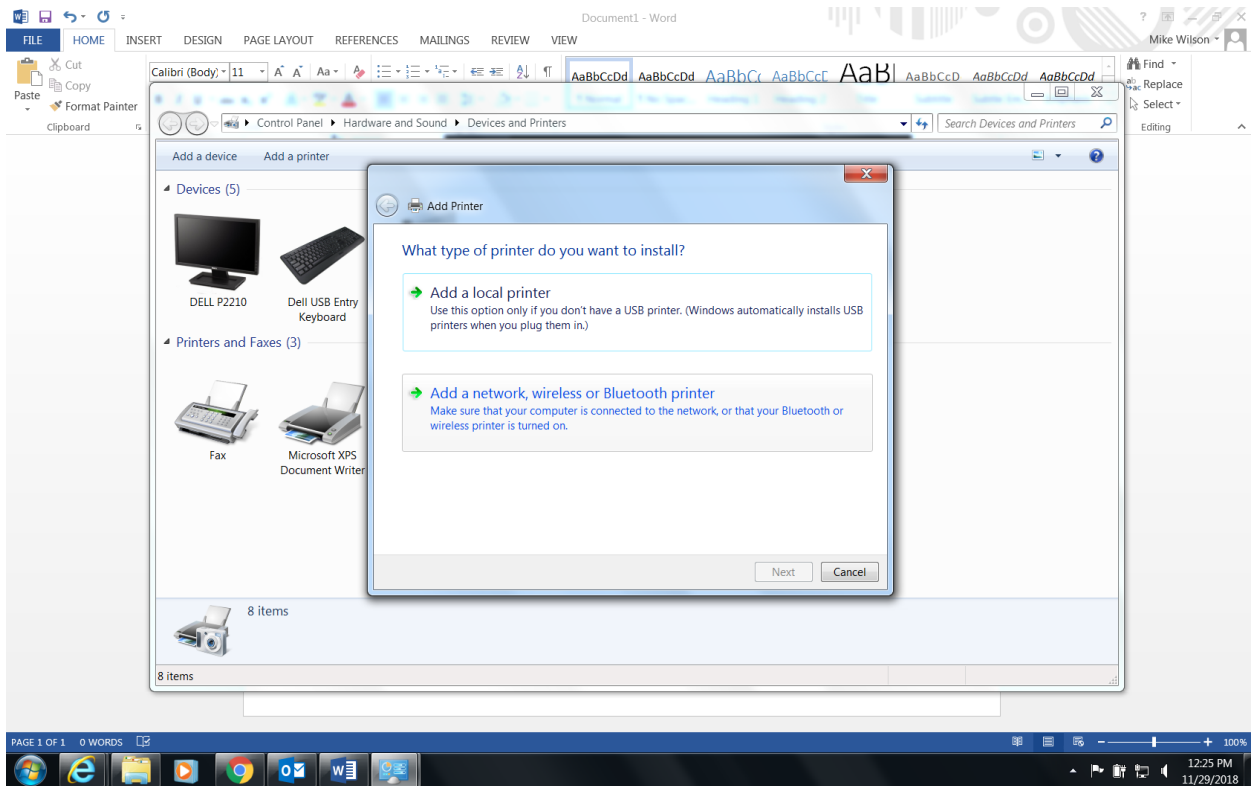 Document1 - Word
?
FILE HOME INSERT DESIGN PAGE LAYOUT REFERENCES MAILINGS REVIEW VIEW
Mike Wilson
Cut
Copy
Paste
Format Painter
Clipboard
Calibri (Body) 11 A A Aa
AaBbCcDd AaBbCcDd AaBbCc AaBbCcE AaB AaBbCcD AaBbCcDd AaBbCcDd
Find
Replace
Select
Editing
Control Panel Hardware and Sound Devices and Printers
Search Devices and Printers
Add a device Add a printer
Devices (5)
DELL P2210
Dell USB Entry
Keyboard
Printers and Faxes (3)
Fax
Microsoft XPS
Document Writer
Add Printer
What type of printer do you want to install?
Add a local printer
Use this option only if you don't have a USB printer. (Windows automatically installs USB
printers when you plug them in.)
Add a network, wireless or Bluetooth printer
Make sure that your computer is connected to the network, or that your Bluetooth or
wireless printer is turned on.
Next Cancel
8 items
8 items
PAGE 1 OF 1 0 WORDS
100%
12:25 PM
11/29/2018